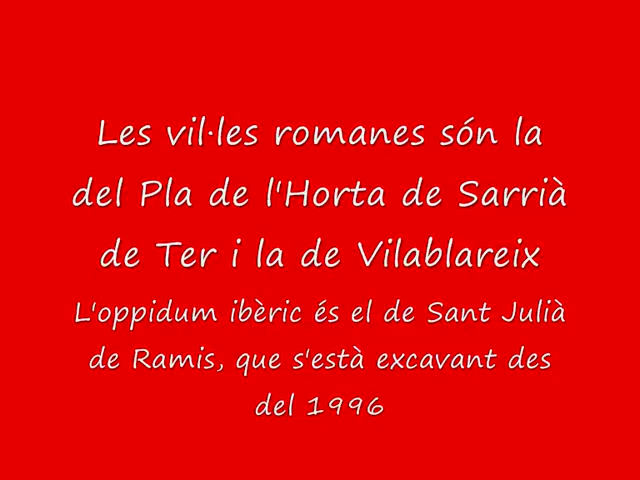 Les vil·les romanes són la
del Pla de l'Horta de Sarrià
de Ter i la de Vilablareix
L'oppidum ibèric és el de Sant Julià
de Ramis, que s'està excavant des
del 1996